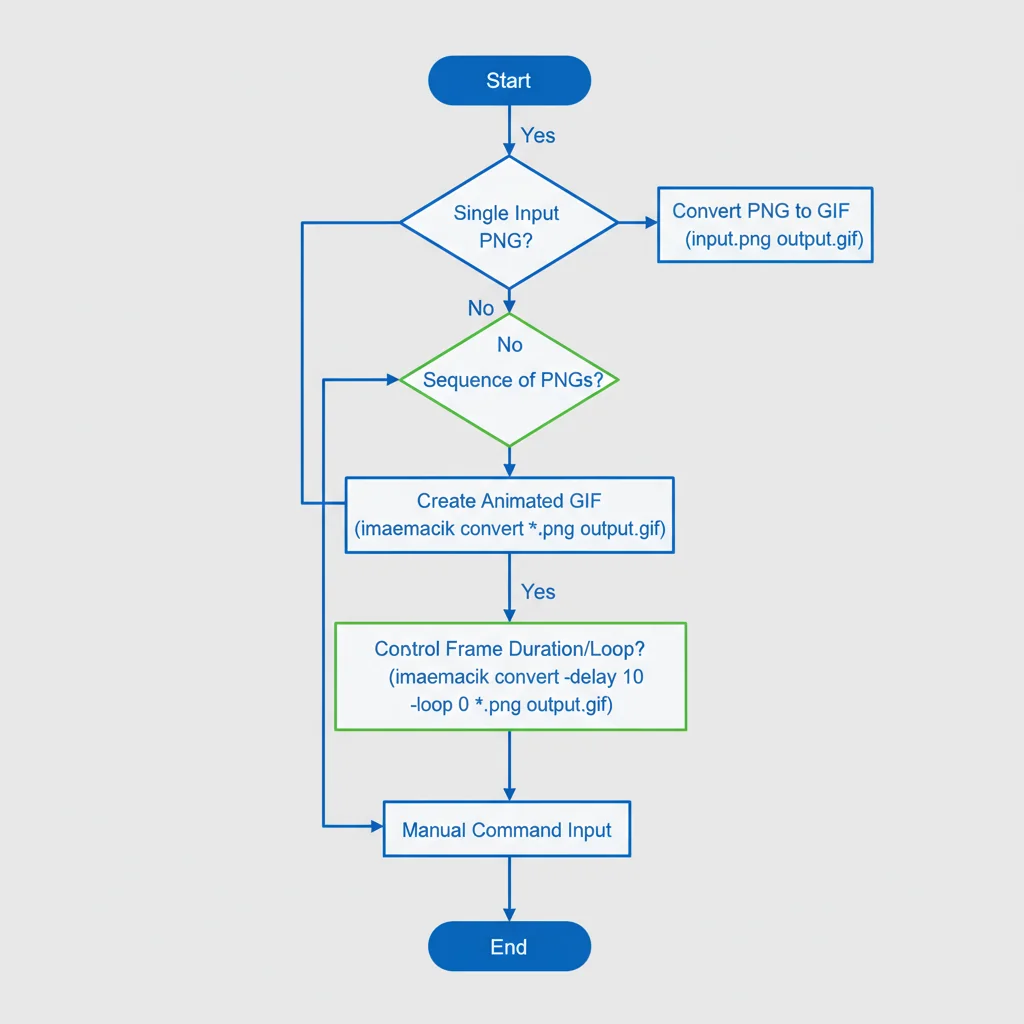 Start
Yes
Single Input
PNG?
Convert PNG to GIF
(input.png output.gif)
No
No
Sequence of PNGs?
Create Animated GIF
(imaemacik convert *.png output.gif)
Yes
Control Frame Duration/Loop?
(imaemacik convert -delay 10
-loop 0 *.png output.gif)
Manual Command Input
End